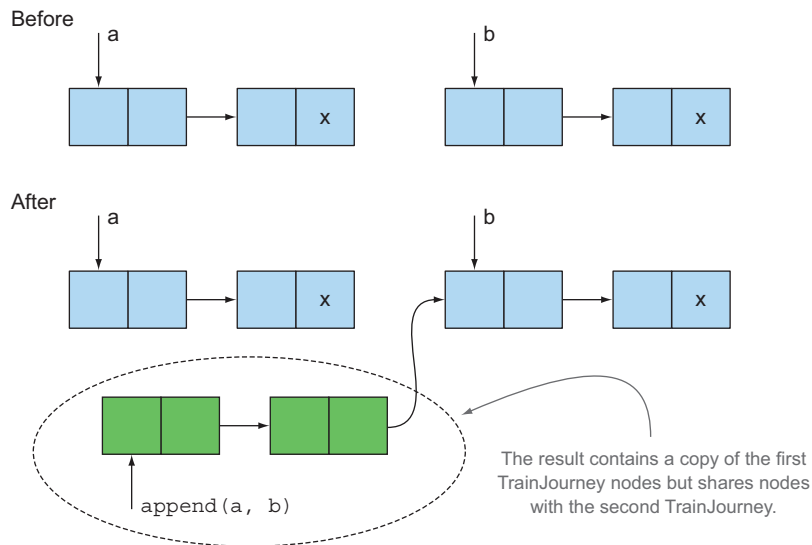 Before
a
b
x
x
After
a
b
x
x
append(a, b)
The result contains a copy of the first
TrainJourney nodes but shares nodes
with the second TrainJourney.